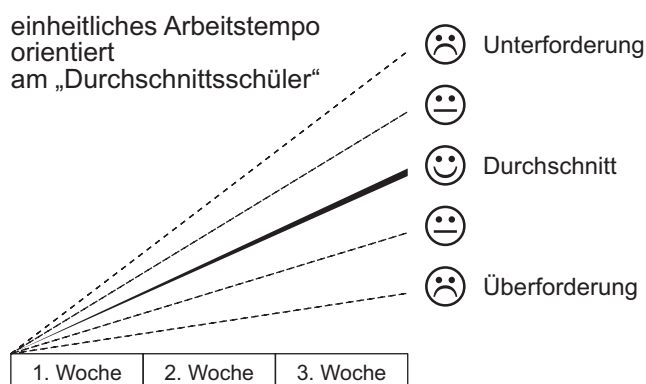 einheitliches Arbeitstempo
orientiert
am „Durchschnittsschüler“
Unterforderung
Durchschnitt
Überforderung
1. Woche
2. Woche
3. Woche